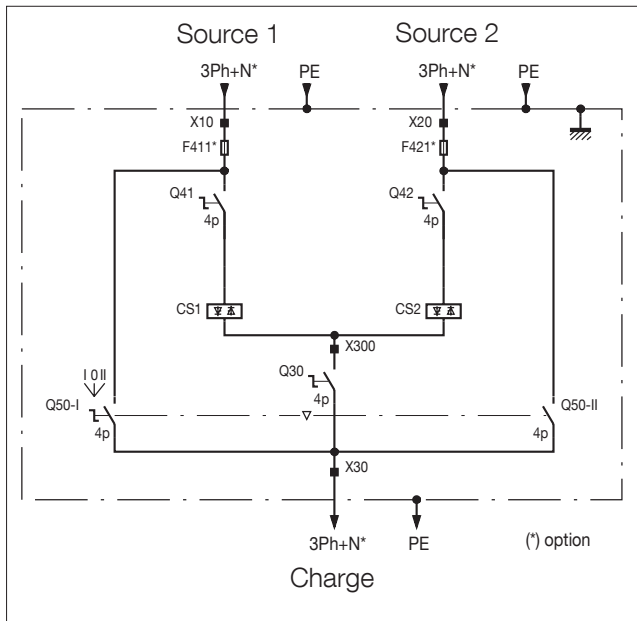 Source 1 Source 2
3Ph+N* PE 3Ph+N* PE
X10 X20
F411* F421*
Q41 Q42
4p 4p
CS1 CS2
X300
I 0 II Q30
Q50-I 4p Q50-II
4p 4p
X30
3Ph+N* PE (*) option
Charge